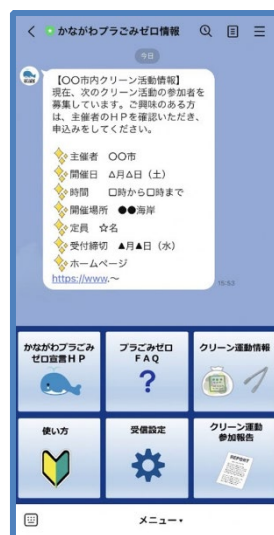 かながわプラごみゼロ情報
今日
【〇〇市内クリーン活動情報】
現在、次のクリーン活動の参加者を
募集しています。ご興味のある方
は、主催者のＨＰを確認いただき、
申込みをしてください。
主催者　〇〇市
開催日　△月△日（土）
時間　□時から□時まで
開催場所　●●海岸
定員　☆名
受付締切　▲月▲日（水）
ホームページ
https://www.～
15:53
かながわプラごみ
ゼロ宣言ＨＰ
プラごみゼロ
ＦＡＱ
?
クリーン運動情報
使い方
受信設定
クリーン運動
参加報告
REPORT
メニュー▾